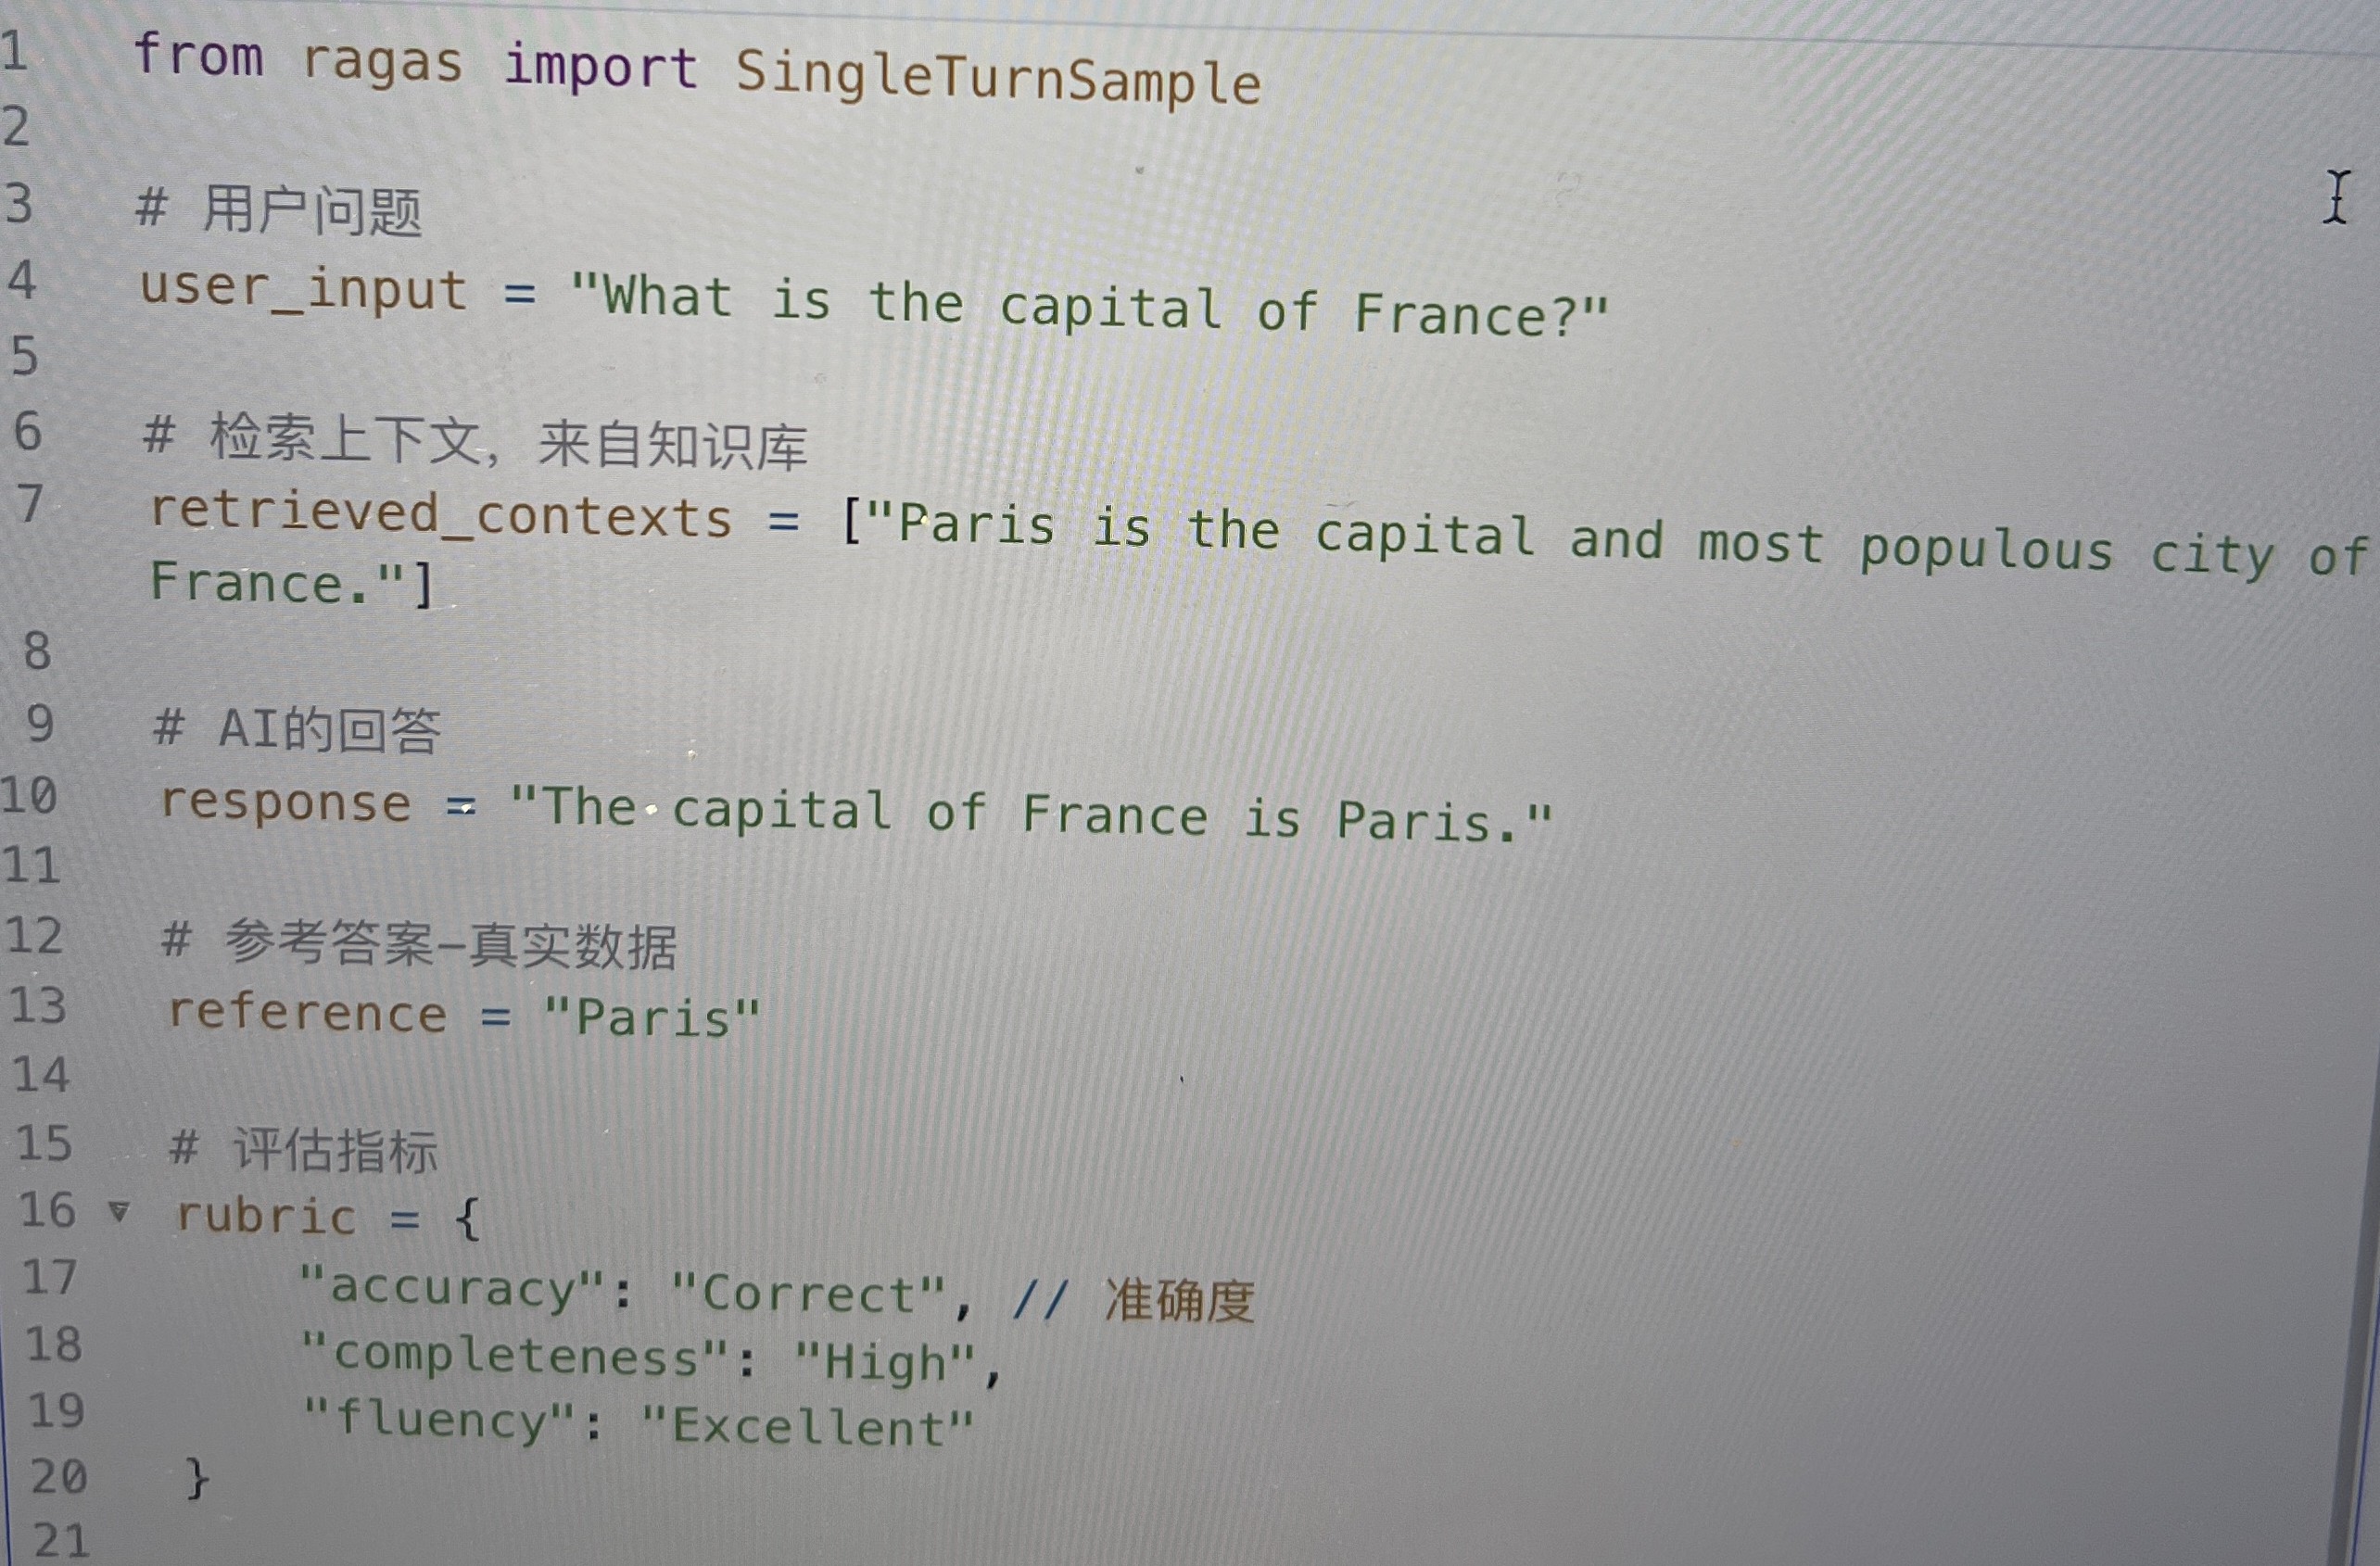 1 from ragas import SingleTurnSample
2
3 # 用户问题
4 user_input = "What is the capital of France?"
5
6 # 检索上下文，来自知识库
7 retrieved_contexts = ["Paris is the capital and most populous city of
France."]
8
9 # AI的回答
10 response = "The capital of France is Paris."
11
12 # 参考答案—真实数据
13 reference = "Paris"
14
15 # 评估指标
16 rubric = {
17 "accuracy": "Correct", // 准确度
18 "completeness": "High",
19 "fluency": "Excellent"
20 }
21